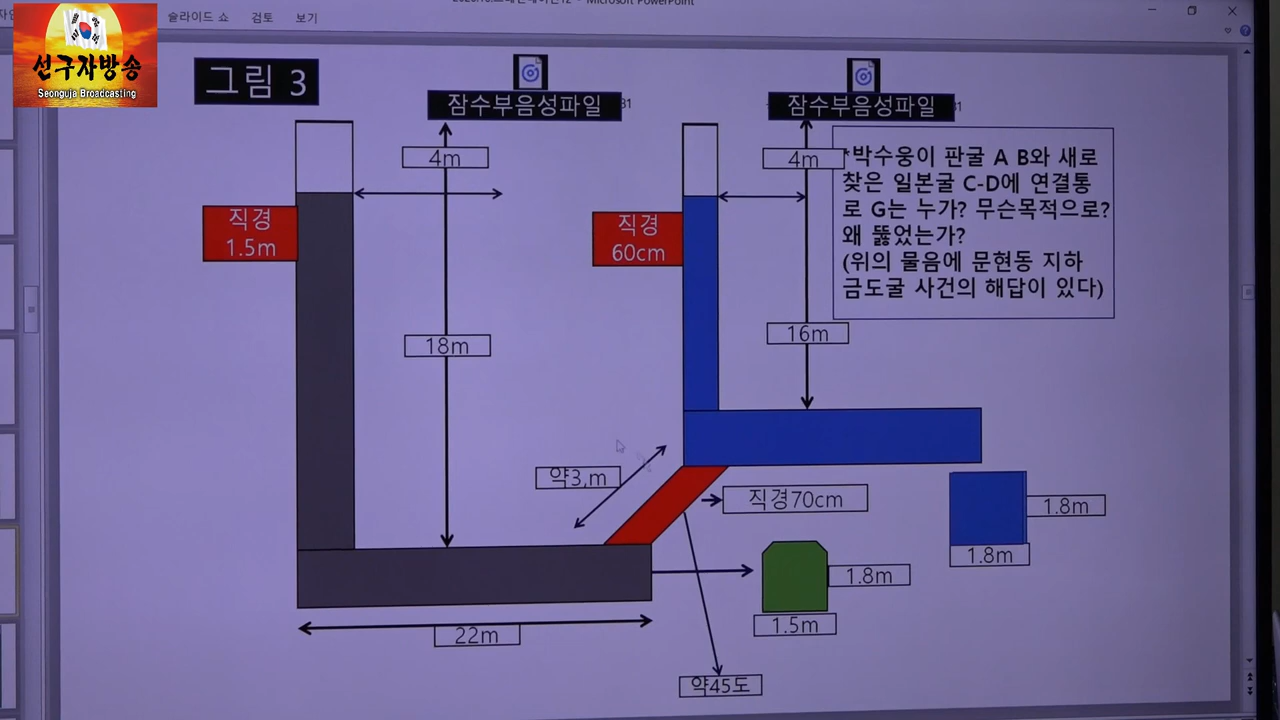 슬라이드 쇼 검토 보기
Microsoft PowerPoint
선구자방송
Seonguja Broadcasting
그림 3
잠수부음성파일
31
잠수부음성파일
31
4m
4m
*박수웅이 판굴 A B와 새로
찾은 일본굴 C-D에 연결통
로 G는 누가? 무슨목적으로?
왜 뚫었는가?
(위의 물음에 문현동 지하
금도굴 사건의 해답이 있다)
직경
1.5m
직경
60cm
18m
16m
약3,m
직경70cm
1.8m
1.8m
1.8m
1.5m
22m
약45도